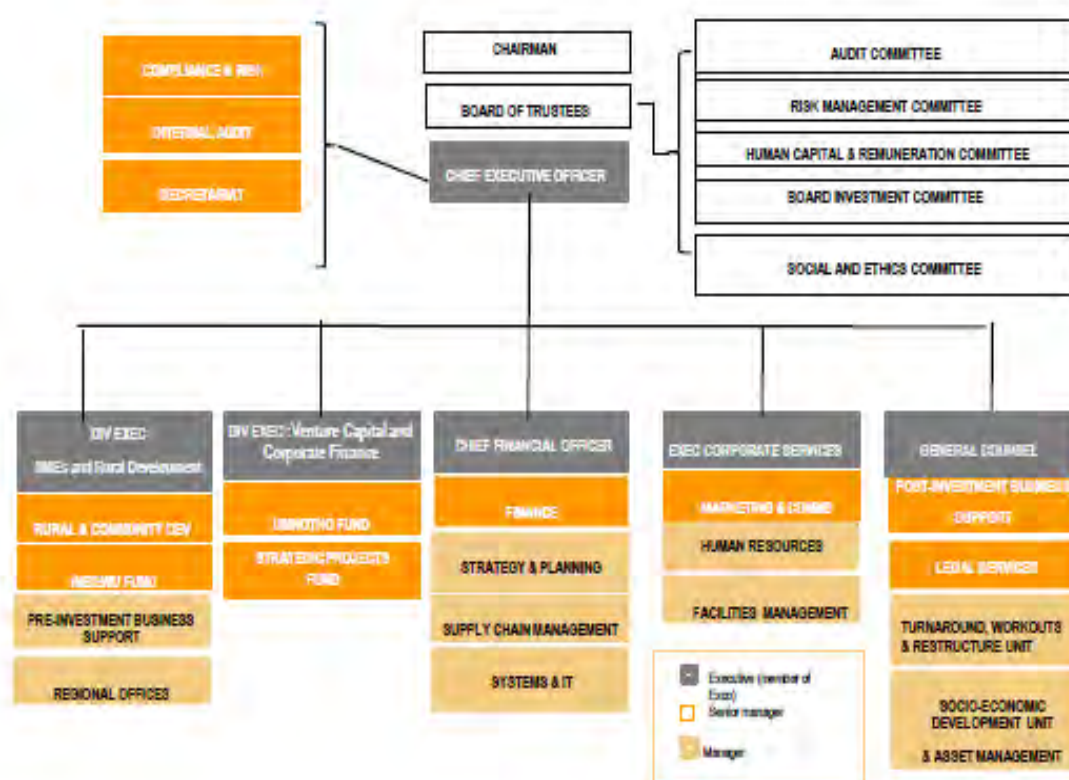 COMPLIANCE & RISK
INTERNAL AUDIT
SECRETARIAT
CHAIRMAN
BOARD OF TRUSTEES
CHIEF EXECUTIVE OFFICER
AUDIT COMMITTEE
RISK MANAGEMENT COMMITTEE
HUMAN CAPITAL & REMUNERATION COMMITTEE
BOARD INVESTMENT COMMITTEE
SOCIAL AND ETHICS COMMITTEE
DIV EXEC
SMEs and Rural Development
RURAL & COMMUNITY DEV
FUND
PRE-INVESTMENT BUSINESS
SUPPORT
REGIONAL OFFICES
DIV EXEC : Venture Capital and
Corporate Finance
UMNOTHO FUND
STRATEGIC PROJECTS
FUND
CHIEF FINANCIAL OFFICER
FINANCE
STRATEGY & PLANNING
SUPPLY CHAIN MANAGEMENT
SYSTEMS & IT
EXEC CORPORATE SERVICES
MARKETING & COMMS
HUMAN RESOURCES
FACILITIES MANAGEMENT
GENERAL COUNSEL
POST-INVESTMENT BUSINESS
SUPPORT
LEGAL SERVICES
TURNAROUND, WORKOUTS
& RESTRUCTURE UNIT
SOCIO-ECONOMIC
DEVELOPMENT UNIT
& ASSET MANAGEMENT
Executive (member of
Exco)
Senior manager
Manager